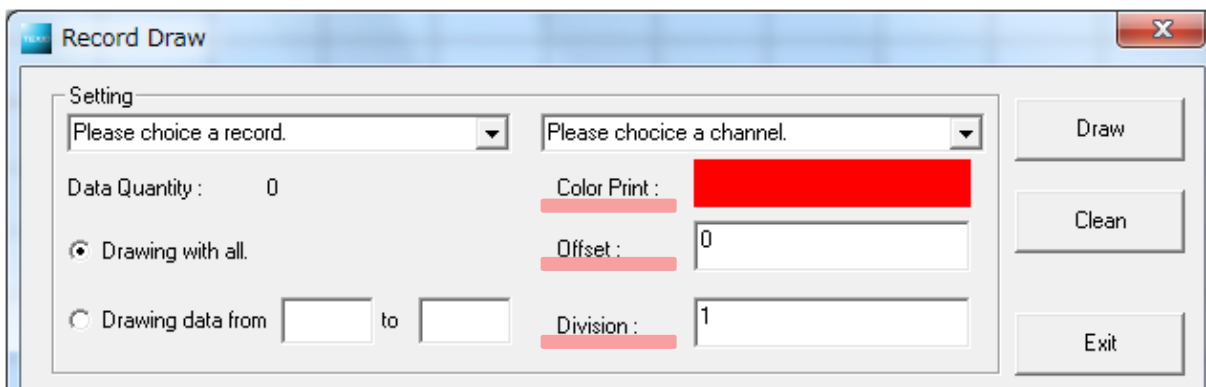 Record Draw
Setting
Please choice a record.
Please chocice a channel.
Draw
Data Quantity : 0
Color Print :
Clean
Drawing with all.
Offset : 0
Drawing data from to
Division : 1
Exit